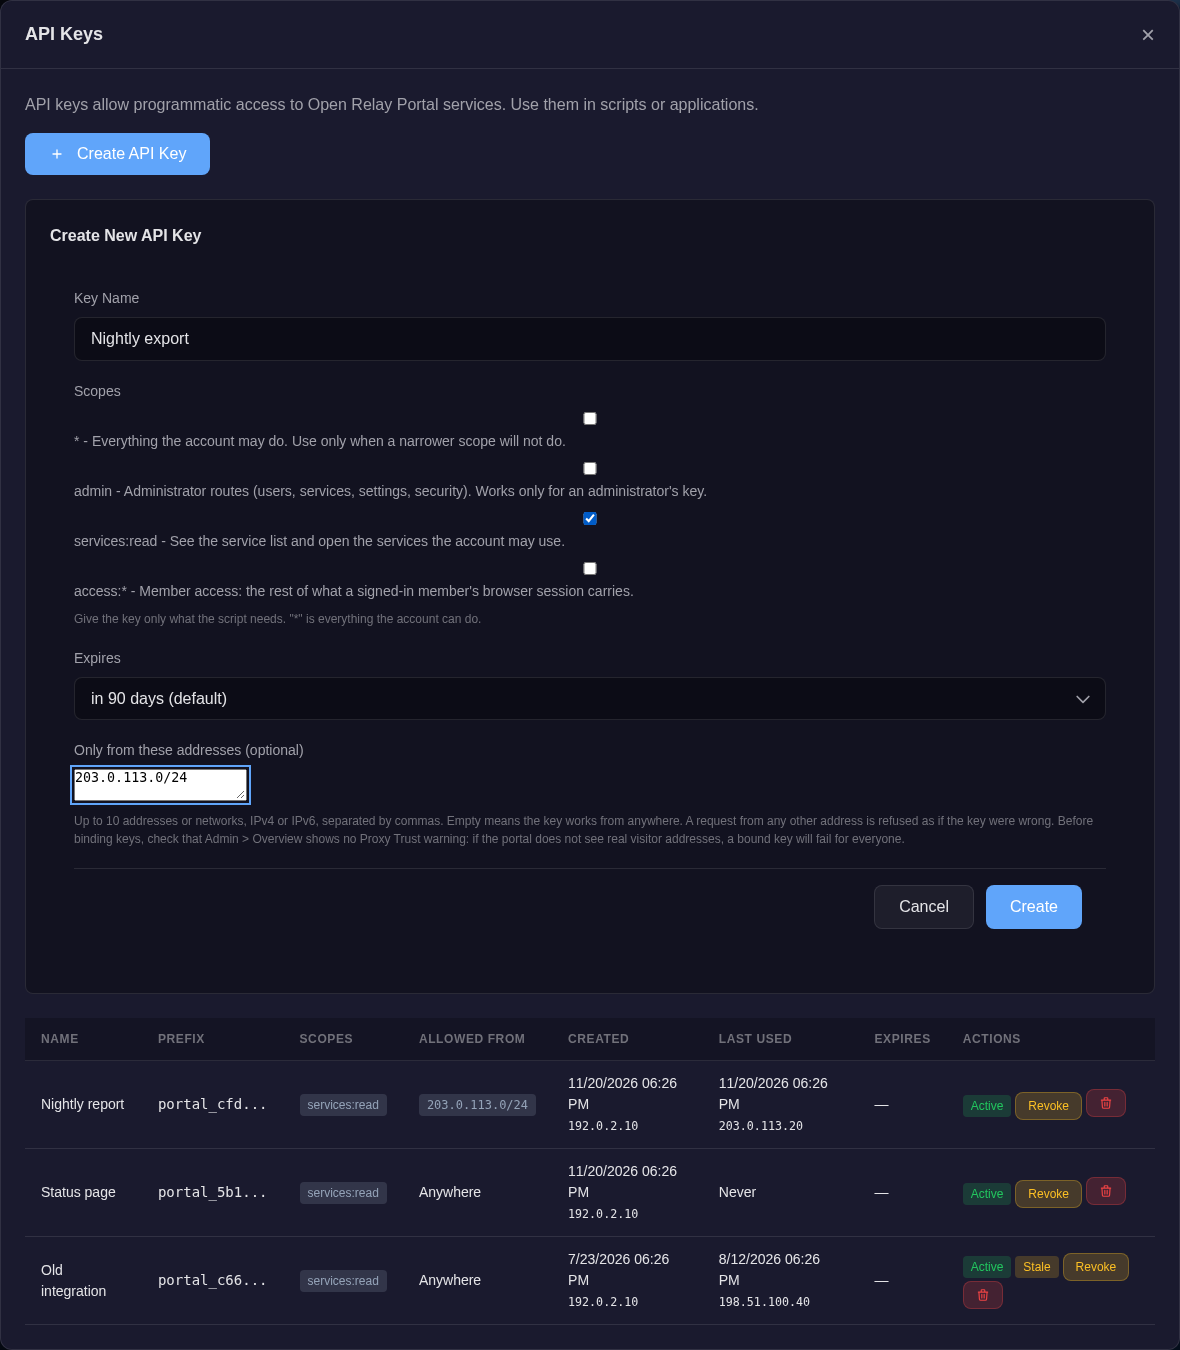 API Keys
×
API keys allow programmatic access to Open Relay Portal services. Use them in scripts or applications.
+ Create API Key
Create New API Key
Key Name
Nightly export
Scopes
* - Everything the account may do. Use only when a narrower scope will not do.
admin - Administrator routes (users, services, settings, security). Works only for an administrator's key.
services:read - See the service list and open the services the account may use.
access:* - Member access: the rest of what a signed-in member's browser session carries.
Give the key only what the script needs. "*" is everything the account can do.
Expires
in 90 days (default)
Only from these addresses (optional)
203.0.113.0/24
Up to 10 addresses or networks, IPv4 or IPv6, separated by commas. Empty means the key works from anywhere. A request from any other address is refused as if the key were wrong. Before
binding keys, check that Admin > Overview shows no Proxy Trust warning: if the portal does not see real visitor addresses, a bound key will fail for everyone.
Cancel Create
NAME PREFIX SCOPES ALLOWED FROM CREATED LAST USED EXPIRES ACTIONS
11/20/2026 06:26 11/20/2026 06:26
Nightly report portal_cfd... services:read 203.0.113.0/24 PM PM — Active Revoke
192.0.2.10 203.0.113.20
11/20/2026 06:26
Status page portal_5b1... services:read Anywhere PM Never — Active Revoke
192.0.2.10
7/23/2026 06:26 8/12/2026 06:26 Active Stale Revoke
Old
integration portal_c66... services:read Anywhere PM PM —
192.0.2.10 198.51.100.40